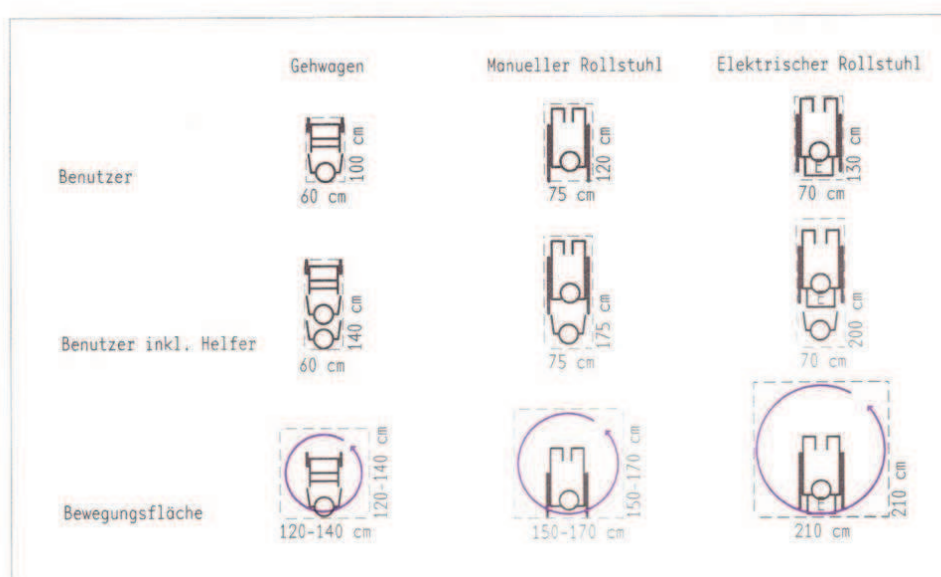 Gehwagen Manueller Rollstuhl Elektrischer Rollstuhl
Benutzer
100 cm
120 cm
130 cm
E
60 cm 75 cm 70 cm
Benutzer inkl. Helfer
140 cm
175 cm
200 cm
E
60 cm 75 cm 70 cm
Bewegungsfläche
120-140 cm
150-170 cm
210 cm
E
120-140 cm 150-170 cm 210 cm